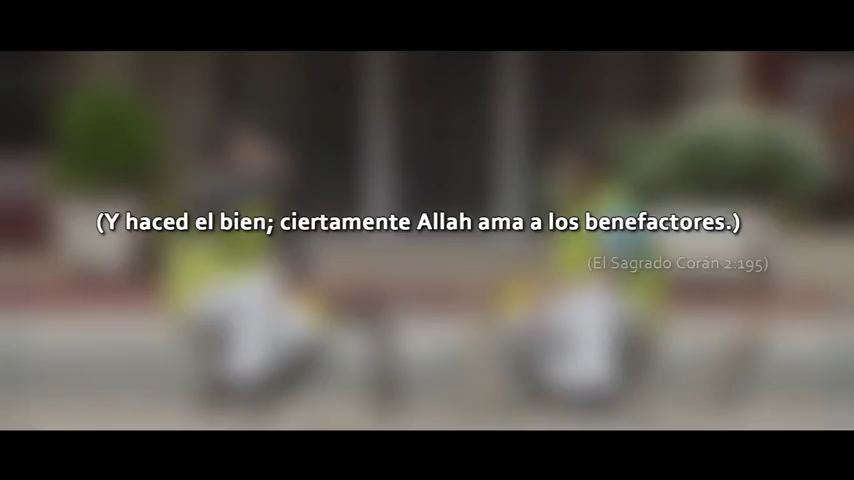 (Y haced el bien; ciertamente Allah ama a los benefactores.)
(El Sagrado Corán 2:195)